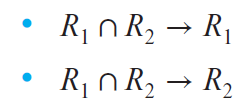 • R₁ ∩ R₂ → R₁
• R₁ ∩ R₂ → R₂